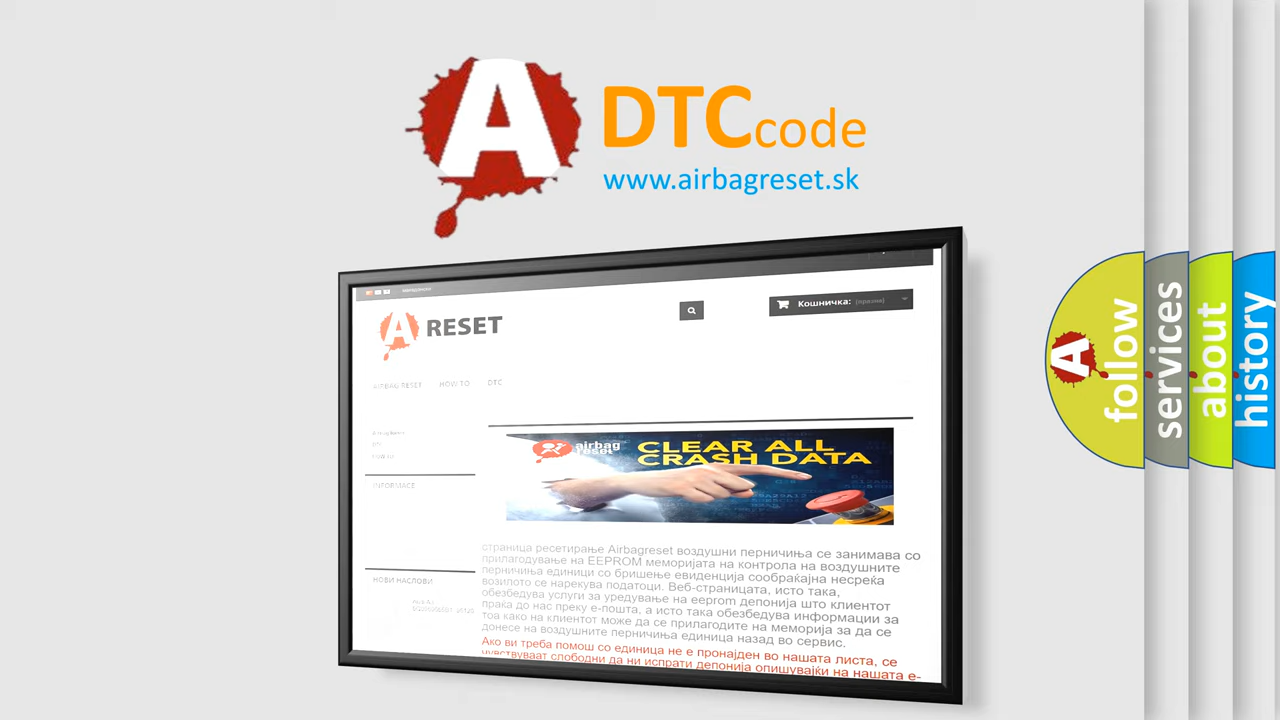 A
DTC code
www.airbagreset.sk
A RESET
Кошничка: (празни)
AIRBAG RESET HOW TO DTC
INFORMACE
НОВИ НАСЛОВИ
airbag
reset
CLEAR ALL
CRASH DATA
страница ресетирање Airbagreset воздушни перничиња се занимава со
прилагодување на EEPROM меморијата на контрола на воздушните
перничиња единици со бришење евиденција сообраќајна несреќа
возилото се нарекува податоци. Веб-страницата, исто така,
обезбедува услуги за уредување на eeprom депонија што клиентот
праќа до нас преку е-пошта, а исто така обезбедува информации за
тоа како на клиентот може да се прилагодите на меморија за да се
донесе на воздушните перничиња единица назад во сервис.
Ако ви треба помош со единица не е пронајден во нашата листа, се
чувствуваат слободни да ни испрати депонија опишувајќи на нашата е-
A
follow
services
about
history